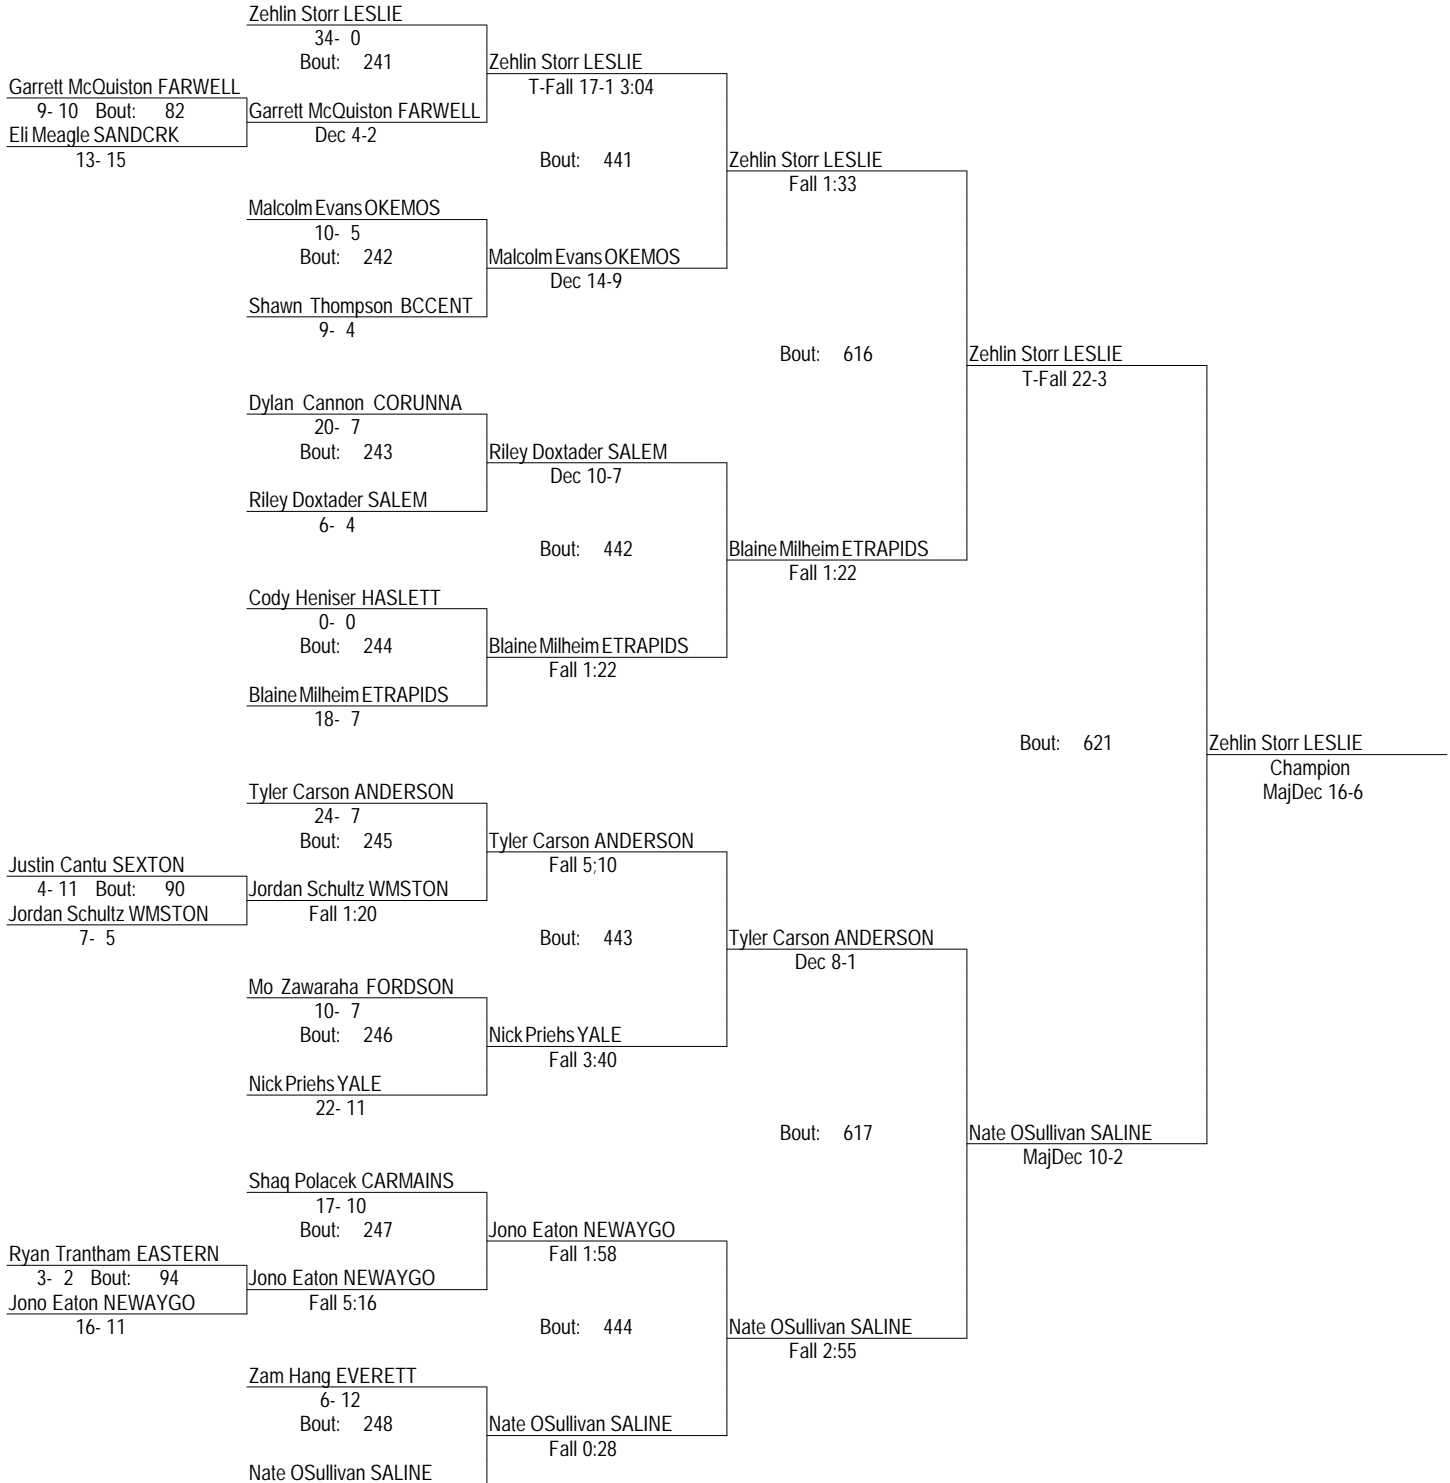 Zehlin Storr LESLIE
34- 0
Bout: 241
Zehlin Storr LESLIE
T-Fall 17-1 3:04
Garrett McQuiston FARWELL
9- 10 Bout: 82
Garrett McQuiston FARWELL
Dec 4-2
Eli Meagle SANDCRK
13- 15
Bout: 441
Zehlin Storr LESLIE
Fall 1:33
Malcolm Evans OKEMOS
10- 5
Bout: 242
Malcolm Evans OKEMOS
Dec 14-9
Shawn Thompson BCCENT
9- 4
Bout: 616
Zehlin Storr LESLIE
T-Fall 22-3
Dylan Cannon CORUNNA
20- 7
Bout: 243
Riley Doxtader SALEM
Dec 10-7
Riley Doxtader SALEM
6- 4
Bout: 442
Blaine Milheim ETRAPIDS
Fall 1:22
Cody Heniser HASLETT
0- 0
Bout: 244
Blaine Milheim ETRAPIDS
Fall 1:22
Blaine Milheim ETRAPIDS
18- 7
Bout: 621
Zehlin Storr LESLIE
Champion
MajDec 16-6
Tyler Carson ANDERSON
24- 7
Bout: 245
Tyler Carson ANDERSON
Fall 5;10
Justin Cantu SEXTON
4- 11 Bout: 90
Jordan Schultz WMSTON
Fall 1:20
Jordan Schultz WMSTON
7- 5
Bout: 443
Tyler Carson ANDERSON
Dec 8-1
Mo Zawaraha FORDSON
10- 7
Bout: 246
Nick Priehs YALE
Fall 3:40
Nick Priehs YALE
22- 11
Bout: 617
Nate OSullivan SALINE
MajDec 10-2
Shaq Polacek CARMAINS
17- 10
Bout: 247
Jono Eaton NEWAYGO
Fall 1:58
Ryan Trantham EASTERN
3- 2 Bout: 94
Jono Eaton NEWAYGO
Fall 5:16
Jono Eaton NEWAYGO
16- 11
Bout: 444
Nate OSullivan SALINE
Fall 2:55
Zam Hang EVERETT
6- 12
Bout: 248
Nate OSullivan SALINE
Fall 0:28
Nate OSullivan SALINE